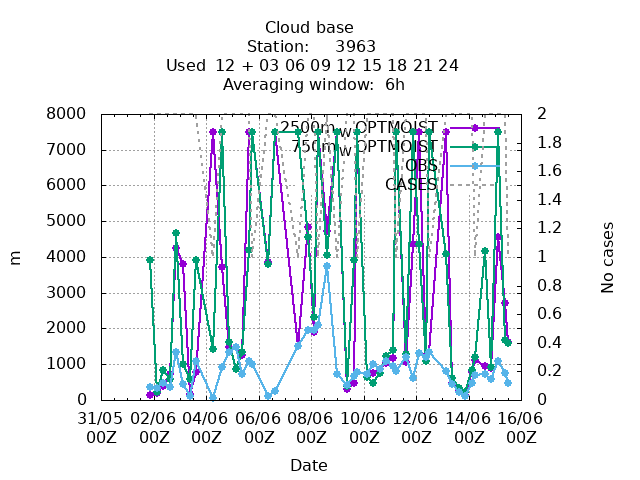 Cloud base
Station: 3963
Used 12 + 03 06 09 12 15 18 21 24
Averaging window: 6h
8000
7000
6000
5000
4000
3000
2000
1000
0
m
2
1.8
1.6
1.4
1.2
1
0.8
0.6
0.4
0.2
0
No cases
2500m_W_OPTMOIST
750m_W_OPTMOIST
OBS
CASES
31/05 02/06 04/06 06/06 08/06 10/06 12/06 14/06 16/06
00Z 00Z 00Z 00Z 00Z 00Z 00Z 00Z 00Z
Date